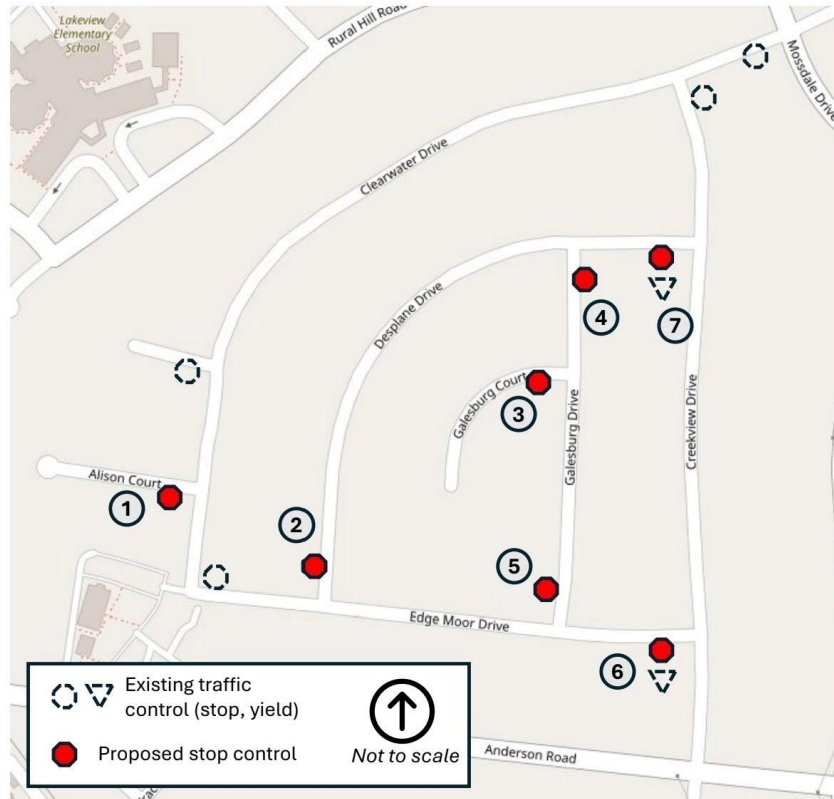 Lakeview
Elementary
School
Rural Hill Road
Mossdale Drive
Clearwater Drive
Desplane Drive
4
7
Galesburg Court
3
Galesburg Drive
Creekview Drive
Alison Court
1
2
5
Edge Moor Drive
6
Existing traffic
control (stop, yield)
Proposed stop control
Not to scale
Anderson Road